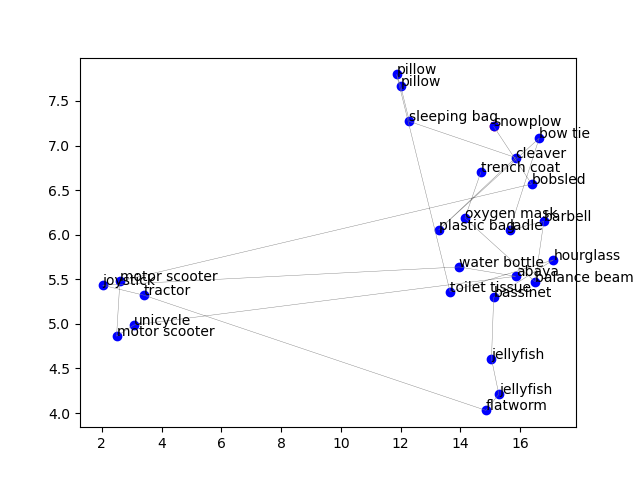 pillow
pillow
7.5
sleeping bag
snowplow
bow tie
7.0
cleaver
trench coat
6.5
bobsled
oxygen mask
barbell
6.0
plastic bag
ladle
hourglass
water bottle
5.5
joystick
motor scooter
abaya
balance beam
tractor
toilet tissue
bassinet
5.0
unicycle
motor scooter
4.5
jellyfish
jellyfish
4.0
flatworm
2
4
6
8
10
12
14
16